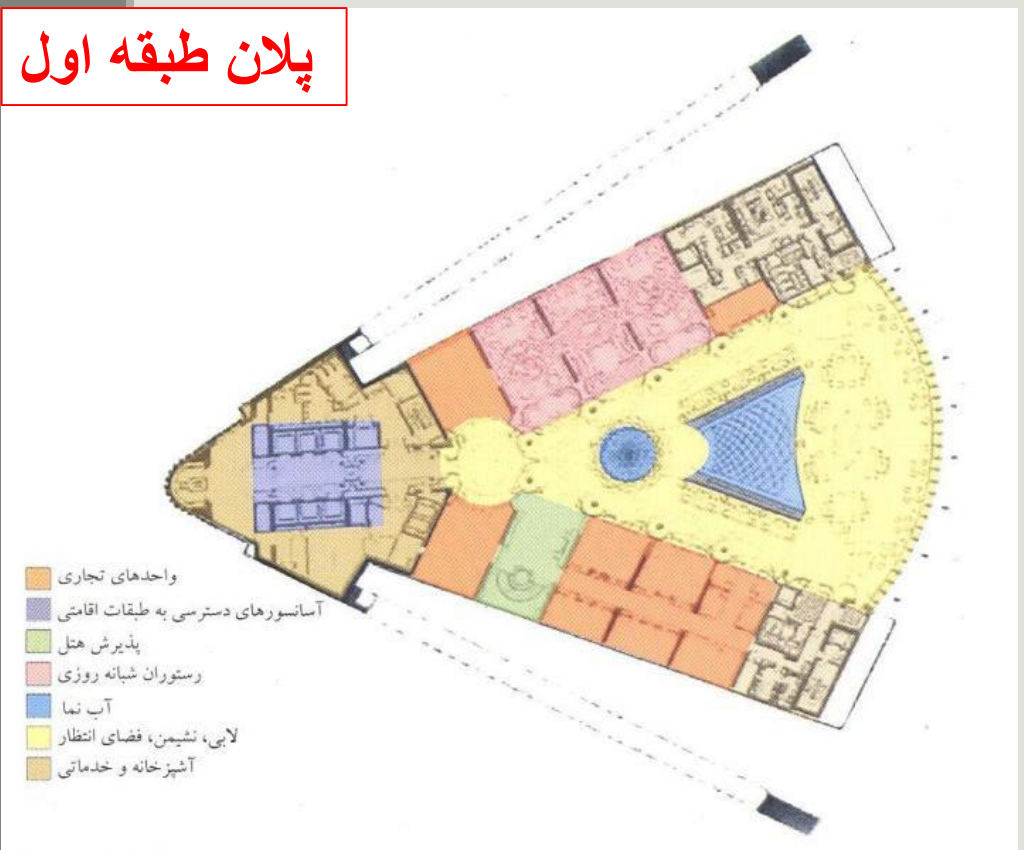 پلان طبقه اول
واحدهای تجاری
آسانسورهای دسترسی به طبقات اقامتی
پذیرش هتل
رستوران شبانه روزی
آب نما
لابی، نشیمن، فضای انتظار
آشپزخانه و خدماتی